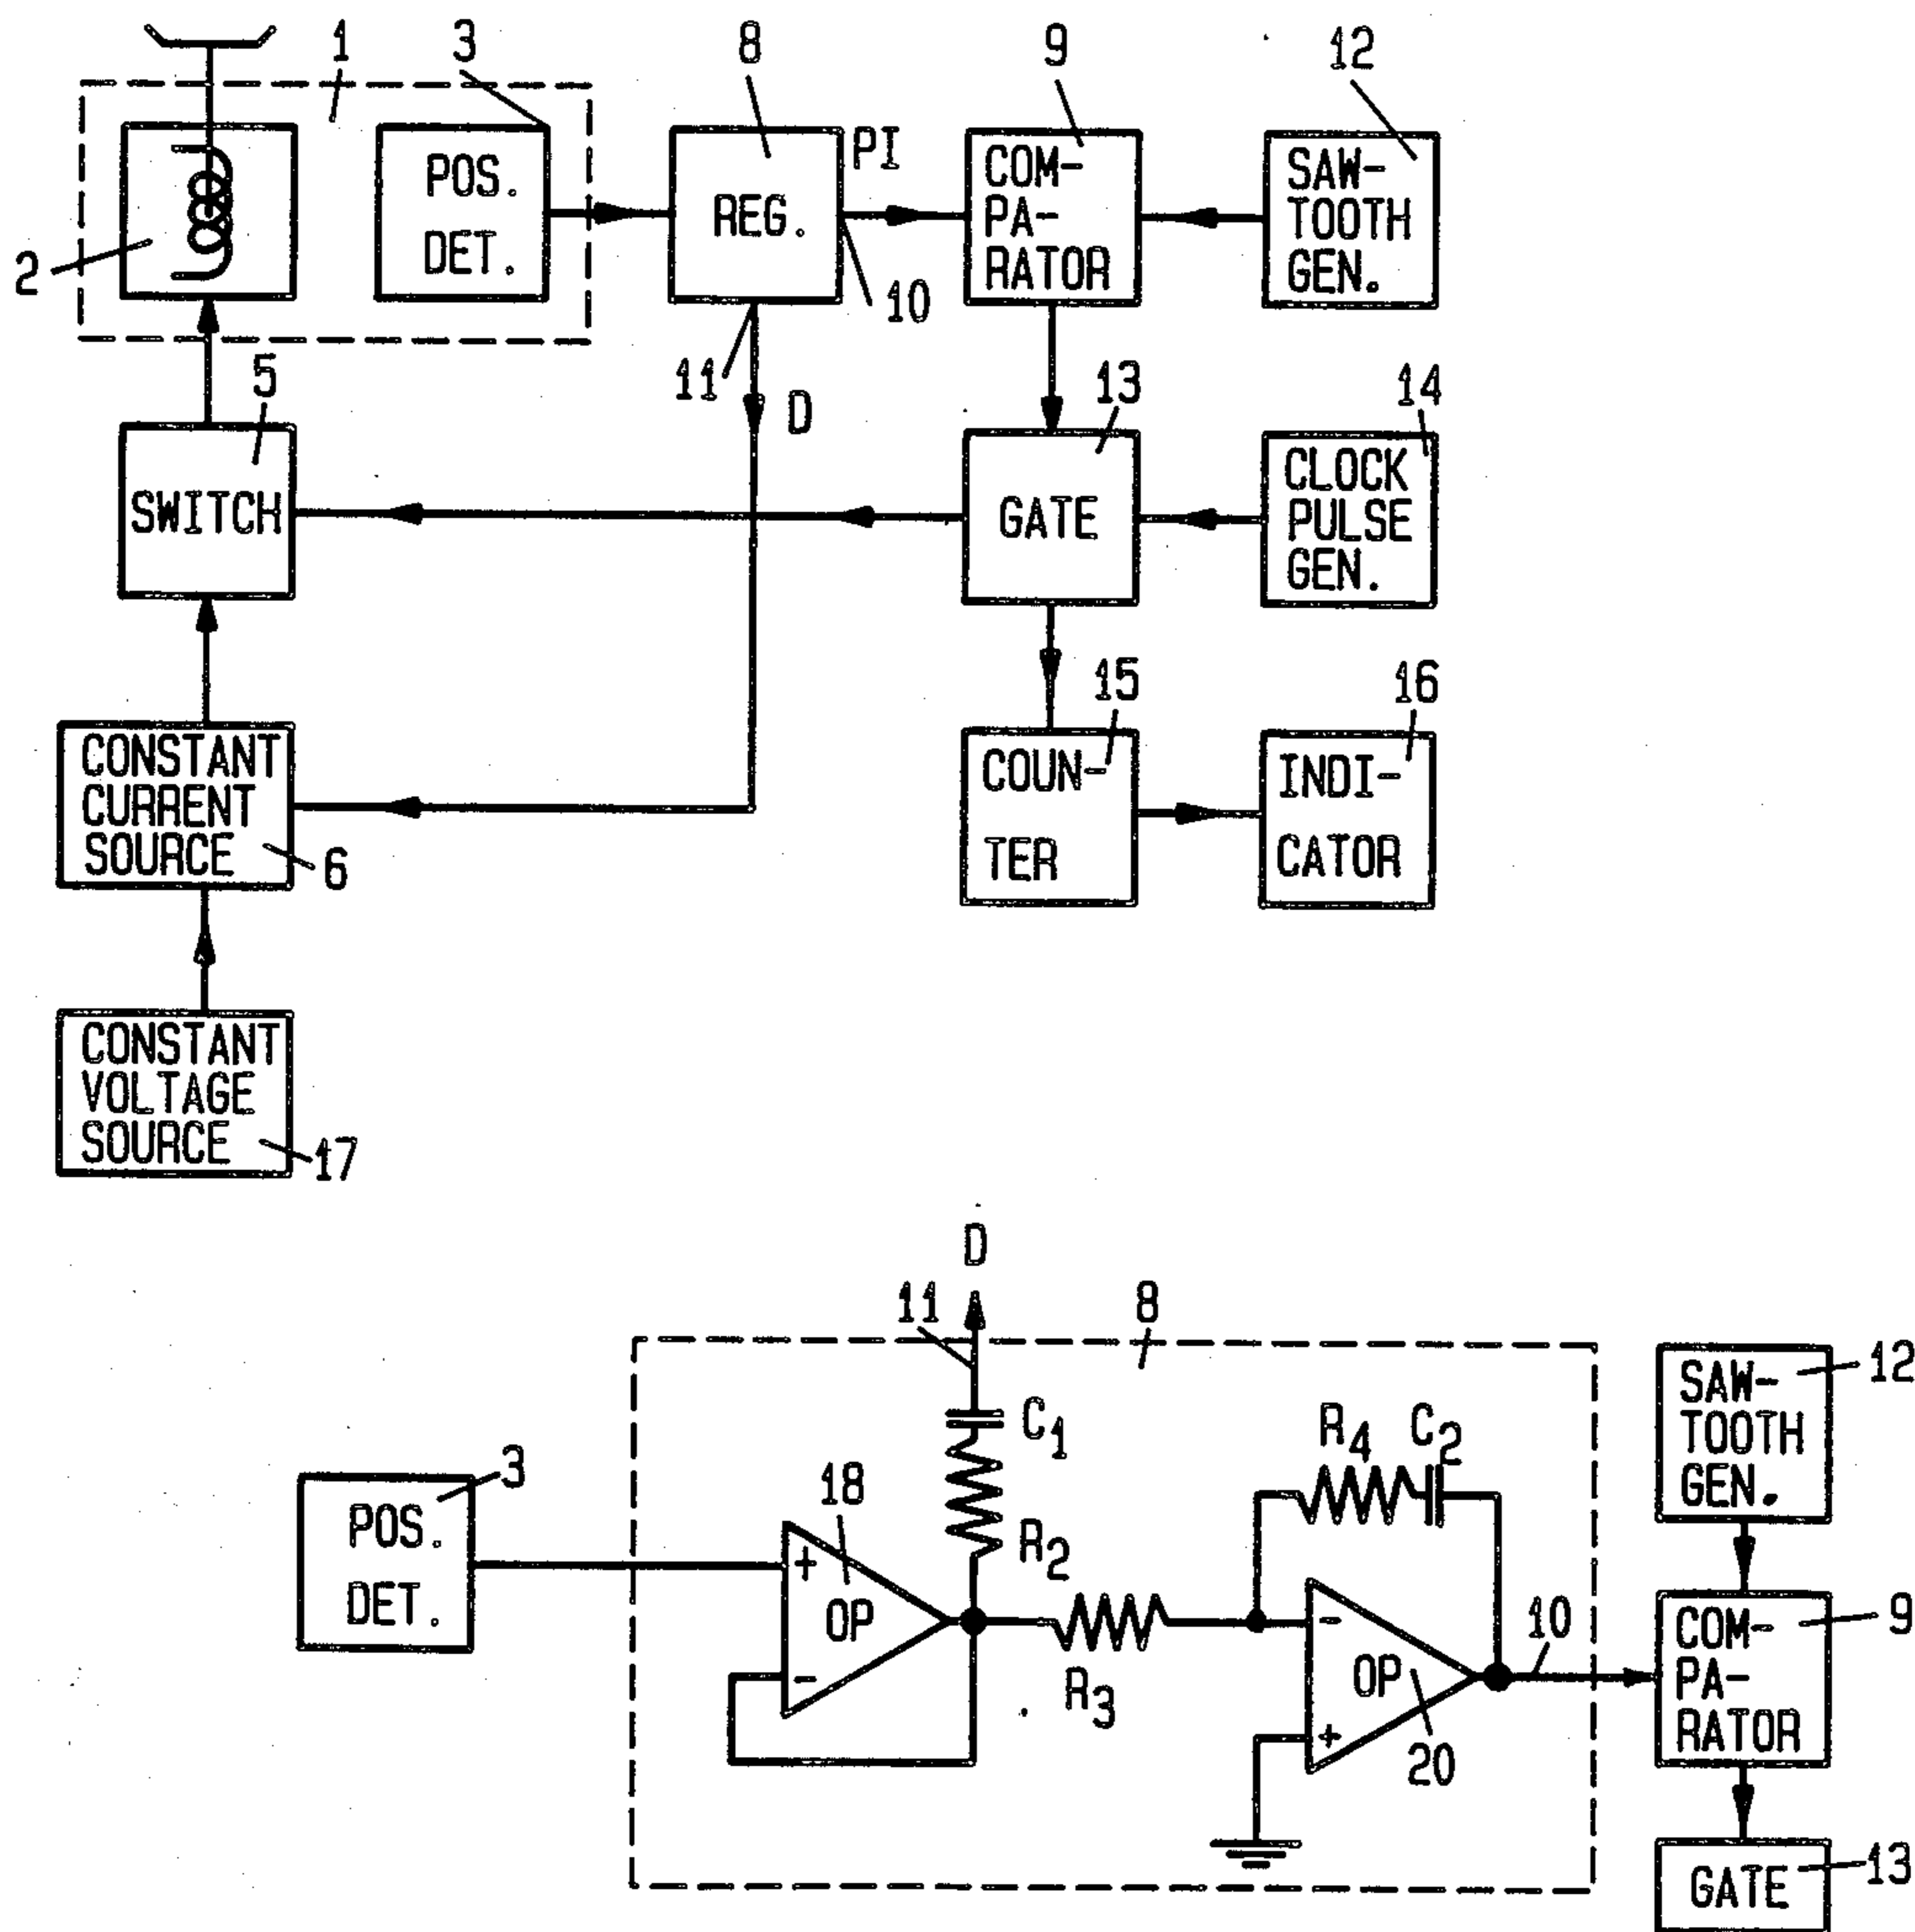 1
3
8
9
12
POS.
DET.
REG.
PI
COM-
PA-
RATOR
SAW-
TOOTH
GEN.
2
10
11
D
5
13
14
SWITCH
GATE
CLOCK
PULSE
GEN.
15
16
CONSTANT
CURRENT
SOURCE
6
COUN-
TER
INDI-
CATOR
CONSTANT
VOLTAGE
SOURCE
17
D
11
8
12
SAW-
TOOTH
GEN.
C1
R4
C2
3
POS.
DET.
18
R2
+
OP
-
R3
-
OP
+
20
10
9
COM-
PA-
RATOR
GATE
13